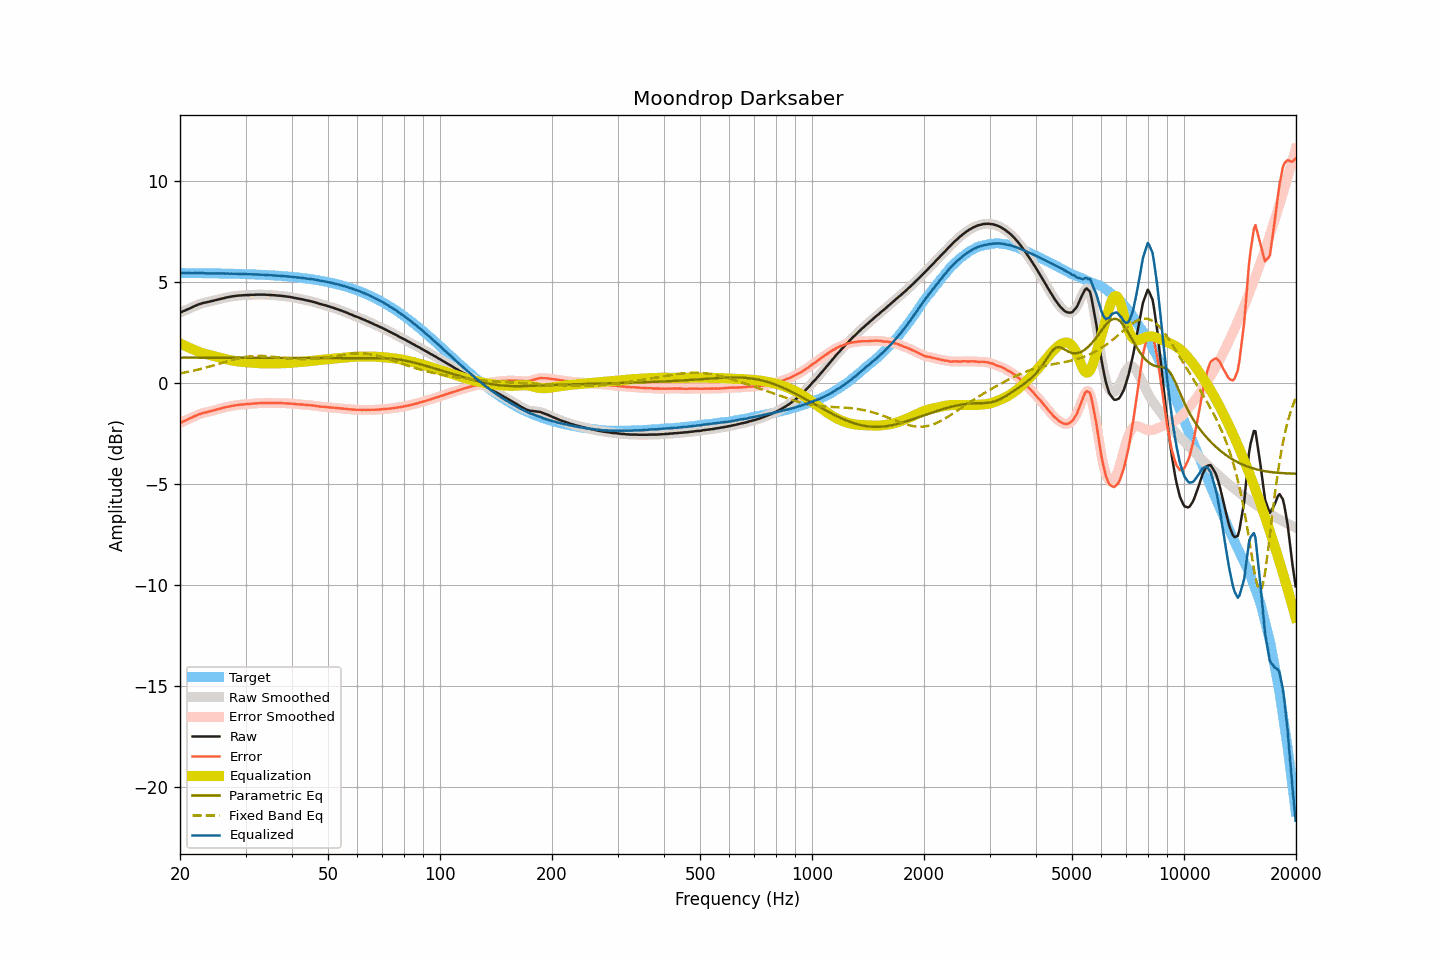 Moondrop Darksaber
Amplitude (dBr)
10
5
0
−5
−10
−15
−20
Target
Raw Smoothed
Error Smoothed
Raw
Error
Equalization
Parametric Eq
Fixed Band Eq
Equalized
20 50 100 200 500 1000 2000 5000 10000 20000
Frequency (Hz)